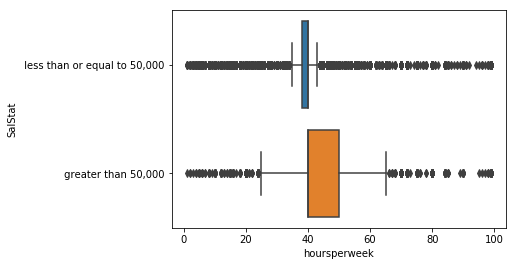 less than or equal to 50,000
SalStat
greater than 50,000
0 20 40 60 80 100
hoursperweek